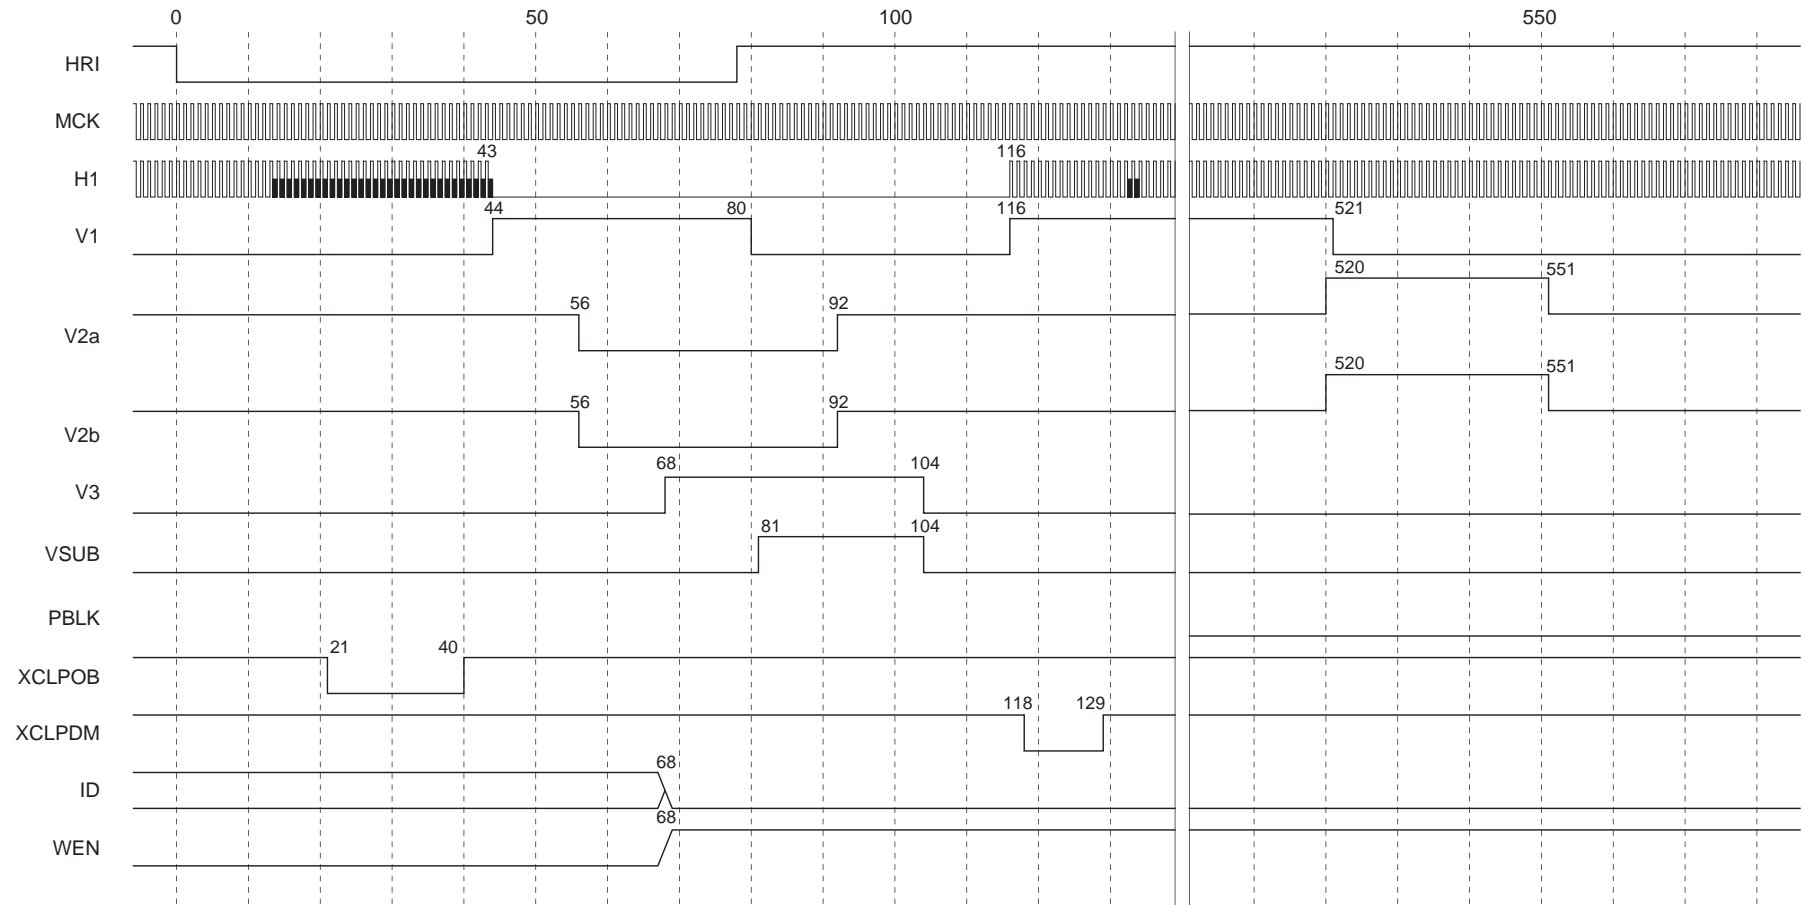 0 50 100 550
HRI
MCK
43 116
H1
44 80 116 521
V1
520 551
56 92
V2a
520 551
56 92
V2b
68 104
V3
81 104
VSUB
PBLK
21 40
XCLPOB
118 129
XCLPDM
68
ID
68
WEN